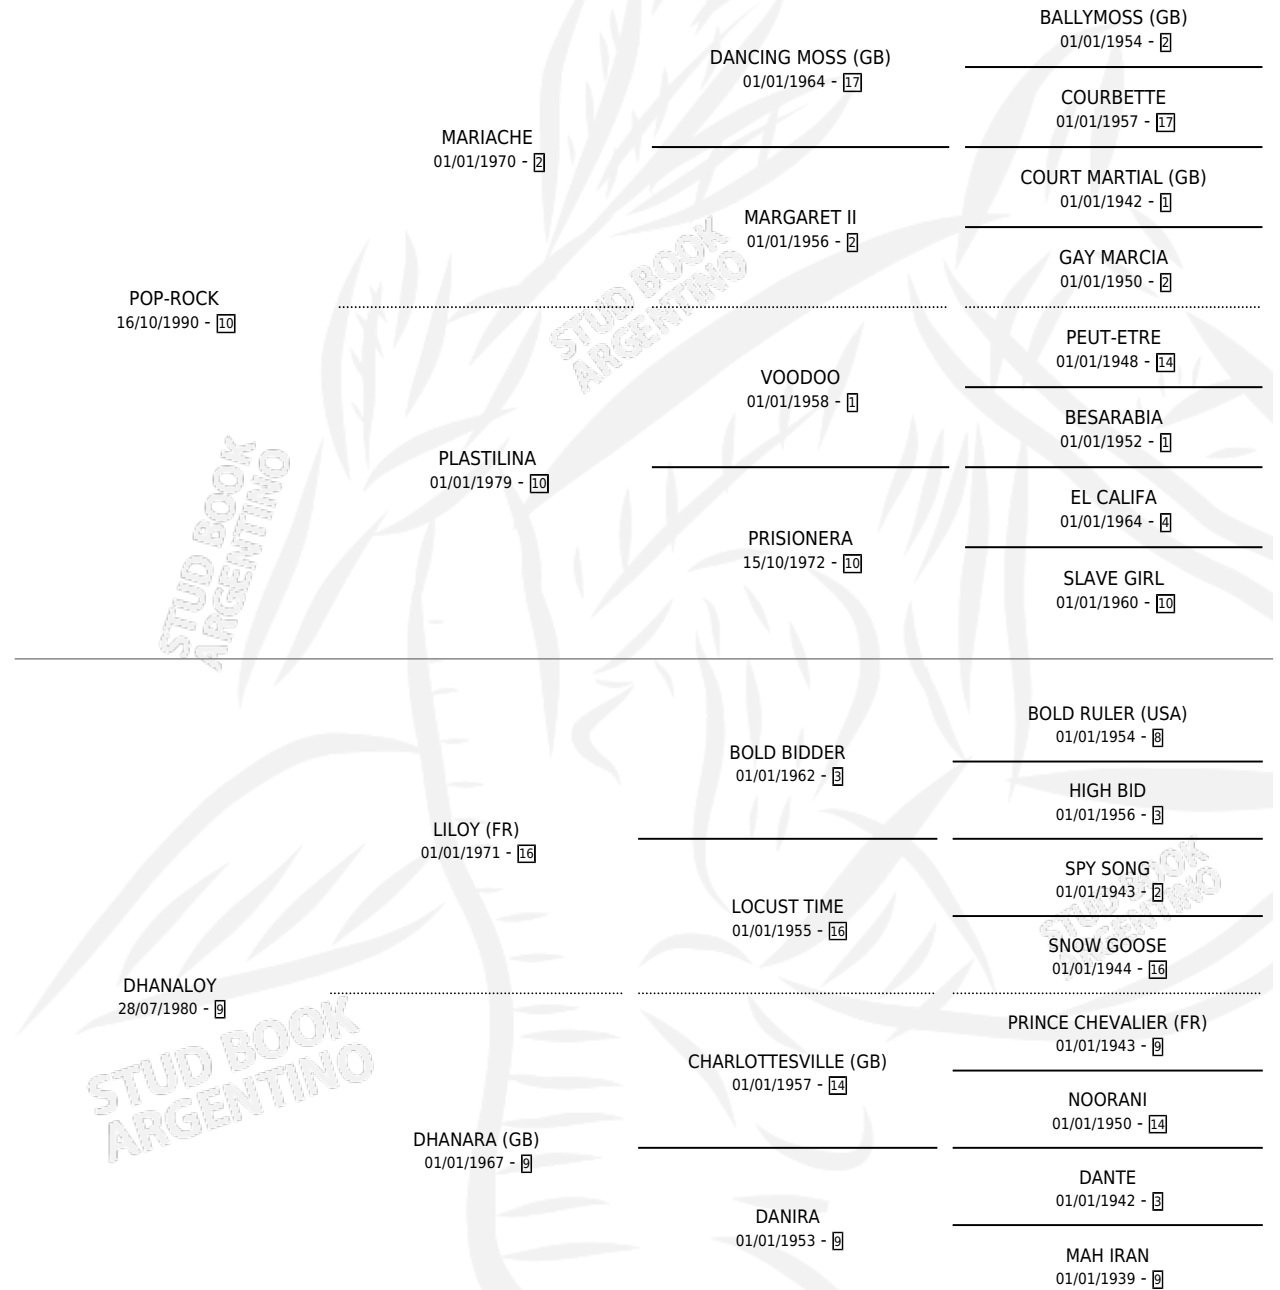 BALLYMOSS (GB)
01/01/1954 - 2
DANCING MOSS (GB)
01/01/1964 - 17
COURBETTE
01/01/1957 - 17
MARIACHE
01/01/1970 - 2
COURT MARTIAL (GB)
01/01/1942 - 1
MARGARET II
01/01/1956 - 2
GAY MARCIA
01/01/1950 - 2
POP-ROCK
16/10/1990 - 10
PEUT-ETRE
01/01/1948 - 14
VOODOO
01/01/1958 - 1
BESARABIA
01/01/1952 - 1
PLASTILINA
01/01/1979 - 10
EL CALIFA
01/01/1964 - 4
PRISIONERA
15/10/1972 - 10
SLAVE GIRL
01/01/1960 - 10
STUD BOOK
ARGENTINO
STUD BOOK
ARGENTINO
BOLD RULER (USA)
01/01/1954 - 8
BOLD BIDDER
01/01/1962 - 3
HIGH BID
01/01/1956 - 3
LILOY (FR)
01/01/1971 - 16
SPY SONG
01/01/1943 - 2
LOCUST TIME
01/01/1955 - 16
SNOW GOOSE
01/01/1944 - 16
STUD BOOK
ARGENTINO
DHANALOY
28/07/1980 - 9
PRINCE CHEVALIER (FR)
01/01/1943 - 9
CHARLOTTESVILLE (GB)
01/01/1957 - 14
NOORANI
01/01/1950 - 14
STUD BOOK
ARGENTINO
DHANARA (GB)
01/01/1967 - 9
DANTE
01/01/1942 - 3
DANIRA
01/01/1953 - 9
MAH IRAN
01/01/1939 - 9